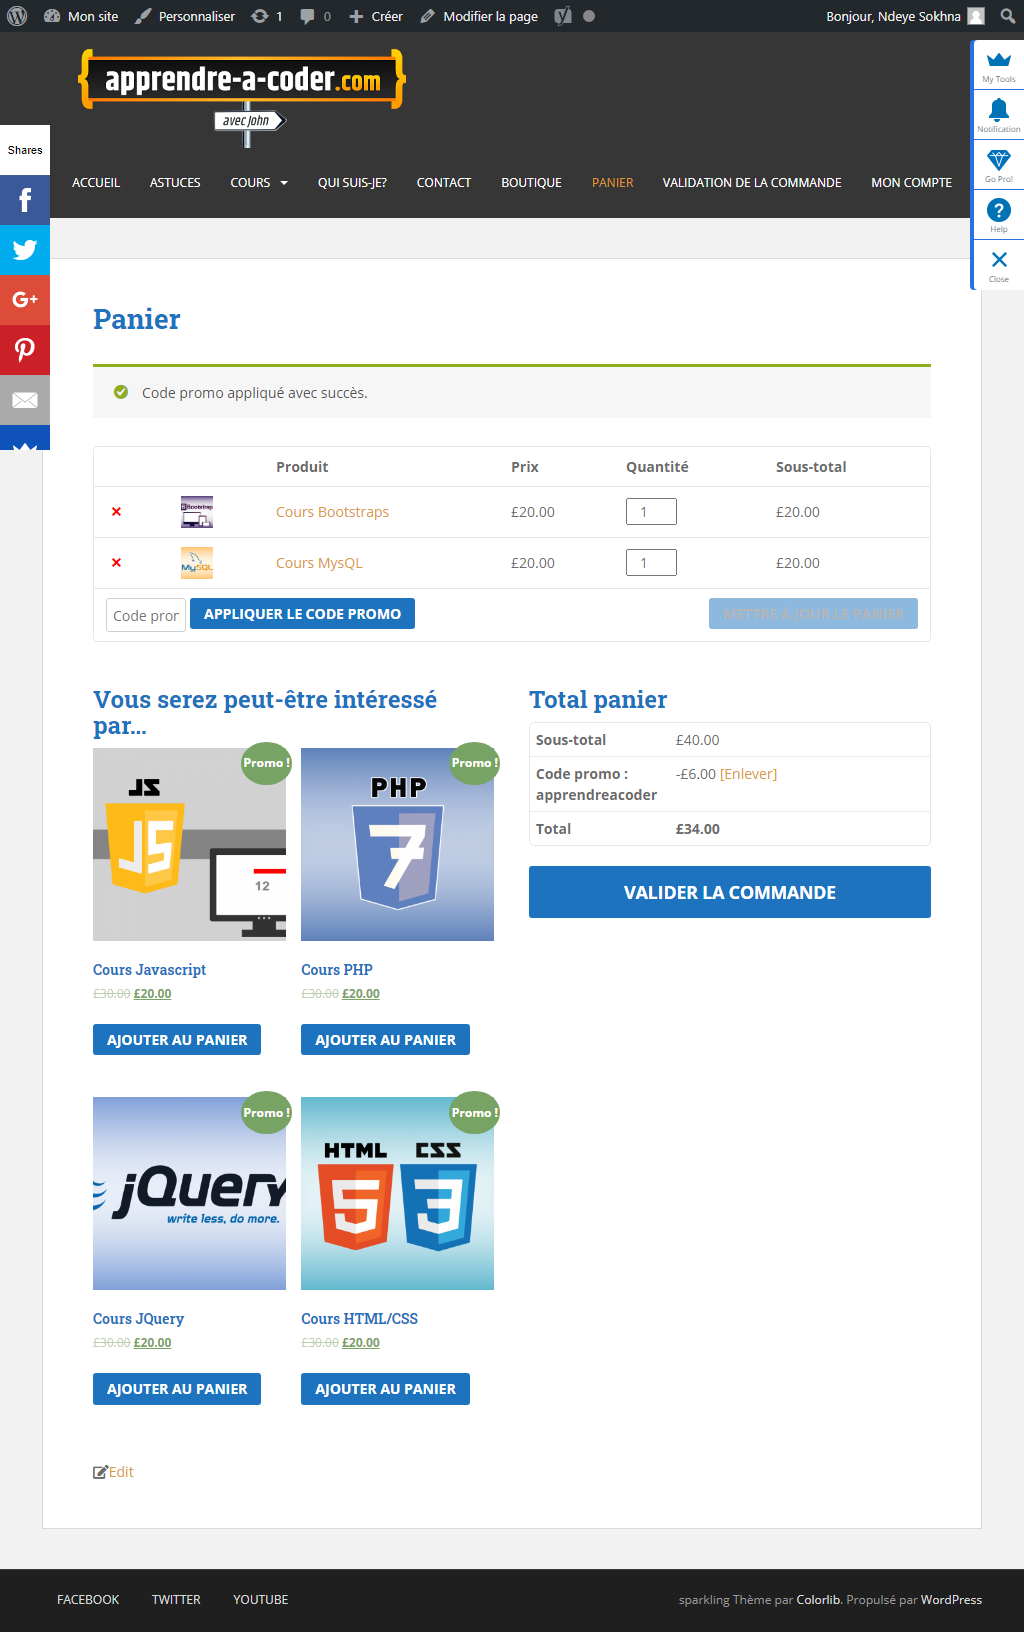 Mon site Personnaliser 1 0 Créer Modifier la page Bonjour, Ndeye Sokhna
apprendre-a-coder.com
avec John
My Tools
Notification
Go Pro!
Help
Close
Shares
ACCUEIL ASTUCES COURS QUI SUIS-JE? CONTACT BOUTIQUE PANIER VALIDATION DE LA COMMANDE MON COMPTE
Panier
Code promo appliqué avec succès.
Produit Prix Quantité Sous-total
× Bootstrap Cours Bootstraps £20.00 1 £20.00
× MySQL Cours MysQL £20.00 1 £20.00
Code pror APPLIQUER LE CODE PROMO METTRE À JOUR LE PANIER
Vous serez peut-être intéressé
par…
Promo !
JS
JS
12
Cours Javascript
£30.00 £20.00
AJOUTER AU PANIER
Promo !
PHP
7
Cours PHP
£30.00 £20.00
AJOUTER AU PANIER
Promo !
jQuery
write less, do more.
Cours JQuery
£30.00 £20.00
AJOUTER AU PANIER
Promo !
HTML CSS
5 3
Cours HTML/CSS
£30.00 £20.00
AJOUTER AU PANIER
Total panier
Sous-total £40.00
Code promo : -£6.00 [Enlever]
apprendreacoder
Total £34.00
VALIDER LA COMMANDE
Edit
FACEBOOK TWITTER YOUTUBE sparkling Thème par Colorlib. Propulsé par WordPress